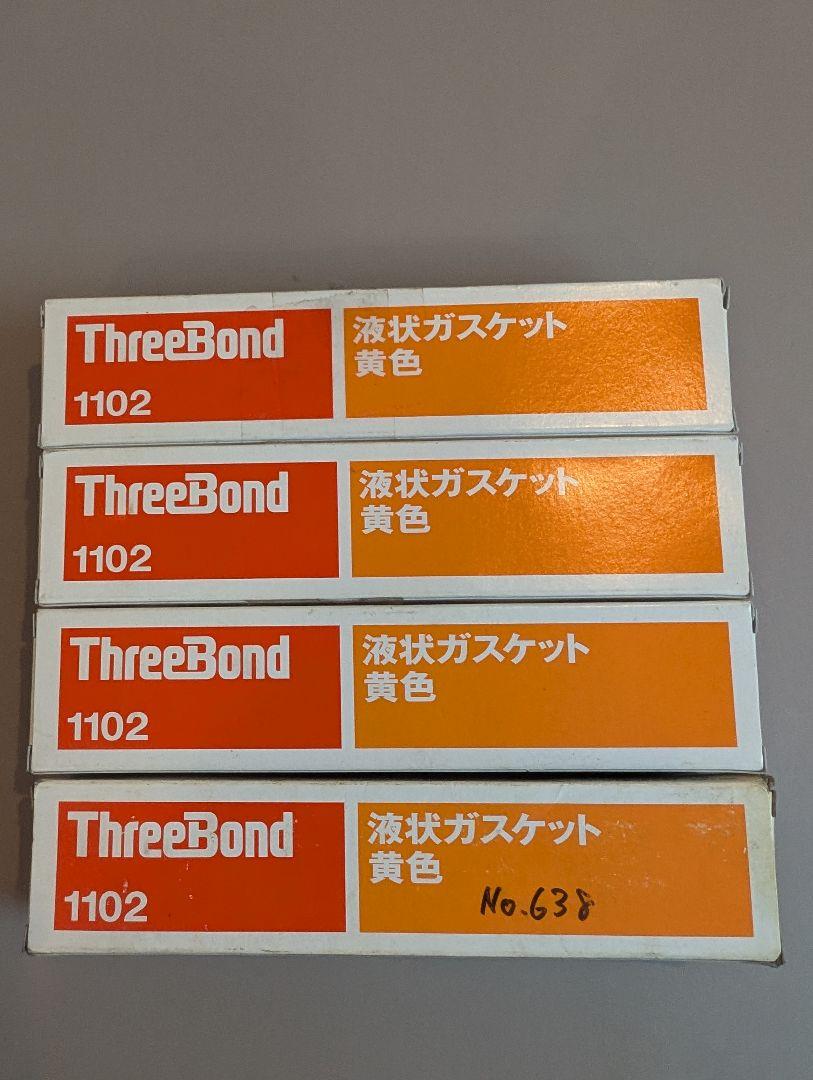 ThreeBond
1102
液状ガスケット
黄色
ThreeBond
1102
液状ガスケット
黄色
ThreeBond
1102
液状ガスケット
黄色
ThreeBond
1102
液状ガスケット
黄色
No.638